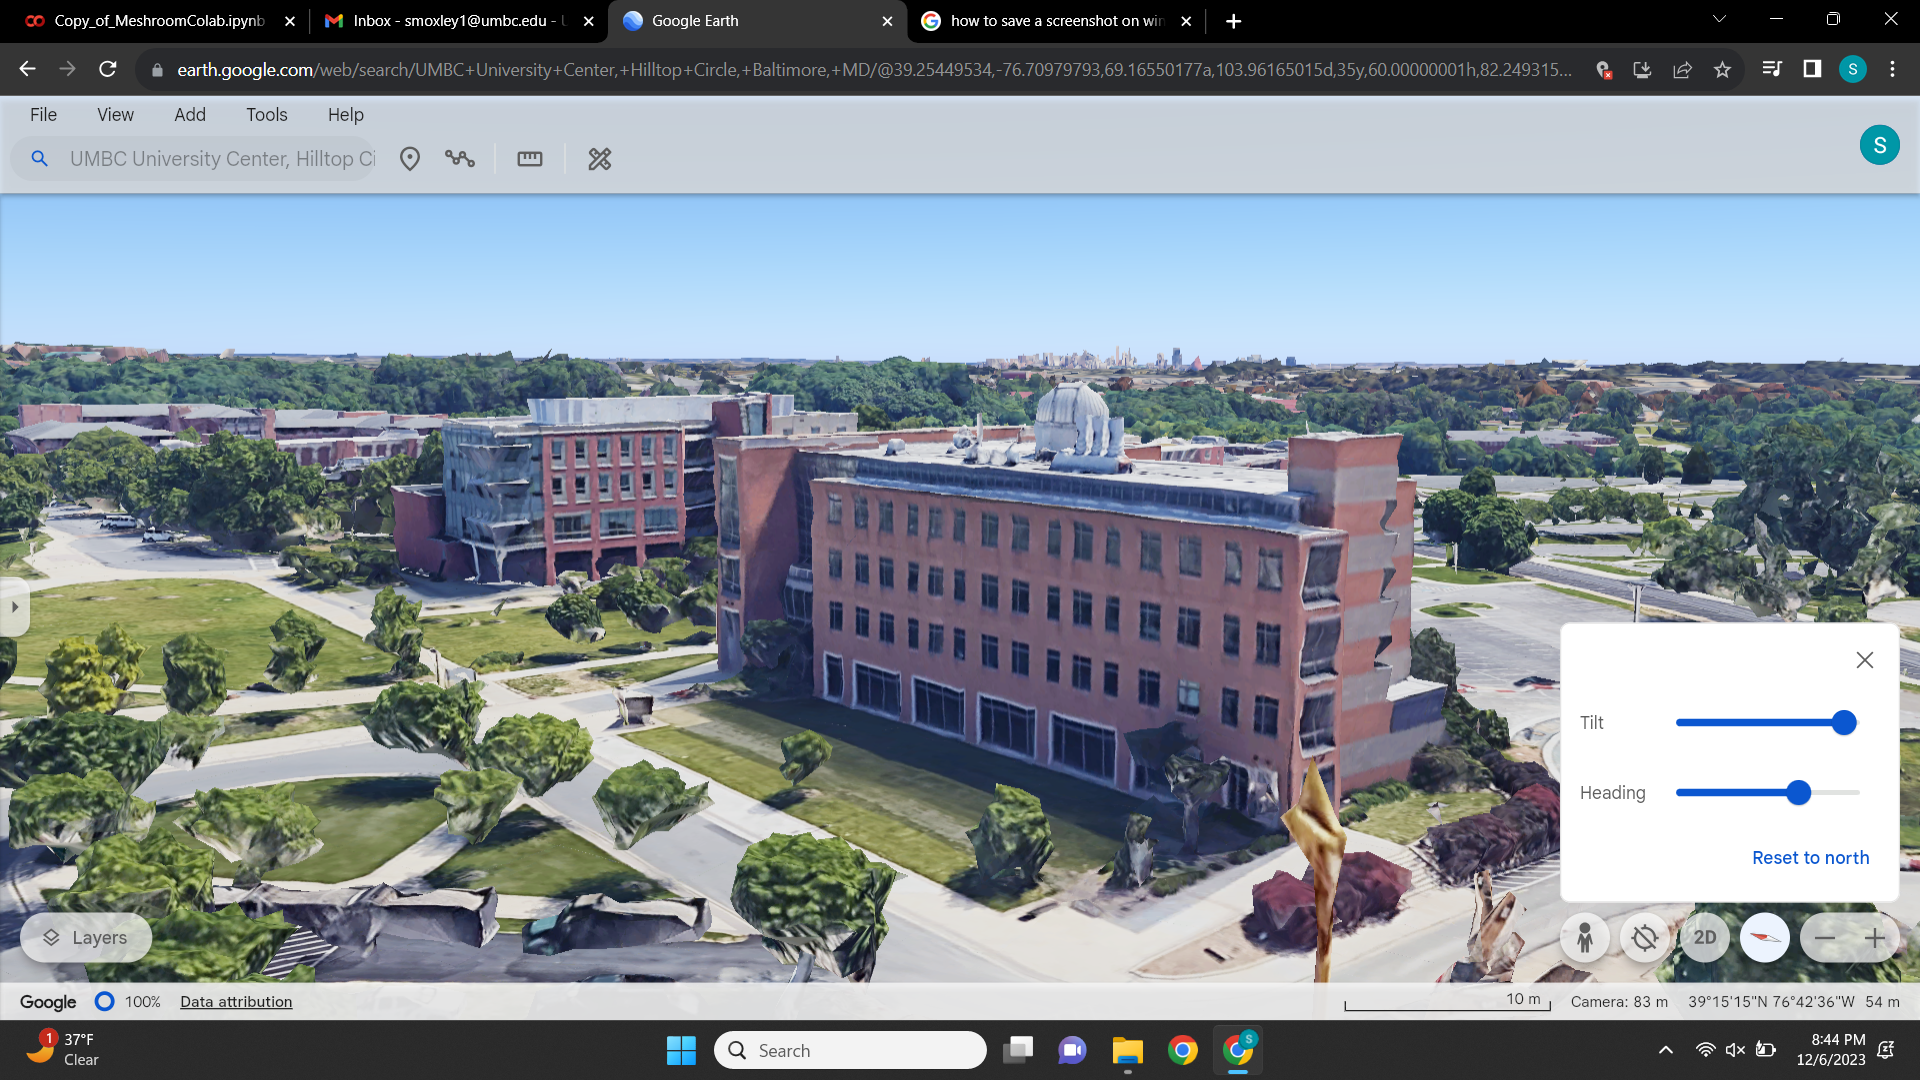 Copy_of_MeshroomColab.ipynb
Inbox - smoxley1@umbc.edu - U
Google Earth
how to save a screenshot on win
earth.google.com/web/search/UMBC+University+Center,+Hilltop+Circle,+Baltimore,+MD/@39.25449534,-76.70979793,69.16550177a,103.96165015d,35y,60.00000001h,82.249315...
S
File View Add Tools Help
UMBC University Center, Hilltop Ci
S
Tilt
Heading
Reset to north
Layers
2D
Google 100% Data attribution
10 m
Camera: 83 m 39°15'15"N 76°42'36"W 54 m
1
37°F
Clear
Search
S
8:44 PM
12/6/2023